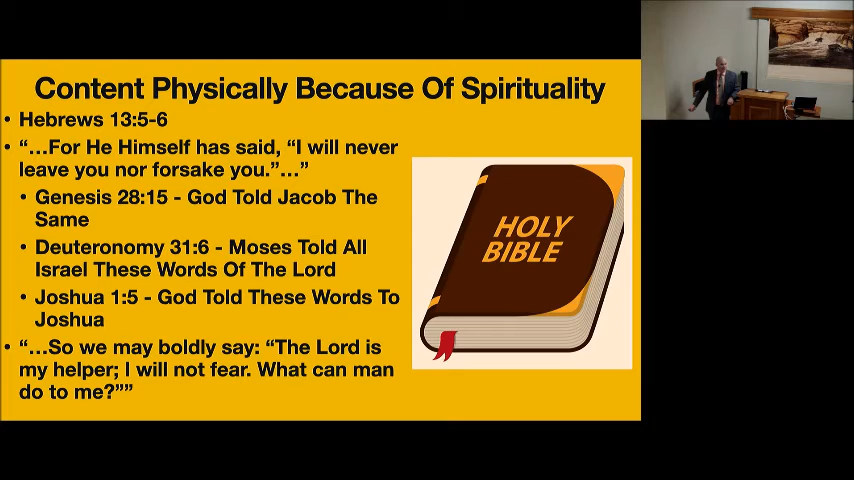 Content Physically Because Of Spirituality
• Hebrews 13:5-6
• “…For He Himself has said, “I will never
leave you nor forsake you.”…”
• Genesis 28:15 - God Told Jacob The
Same
• Deuteronomy 31:6 - Moses Told All
Israel These Words Of The Lord
• Joshua 1:5 - God Told These Words To
Joshua
• “…So we may boldly say: “The Lord is
my helper; I will not fear. What can man
do to me?””
HOLY
BIBLE